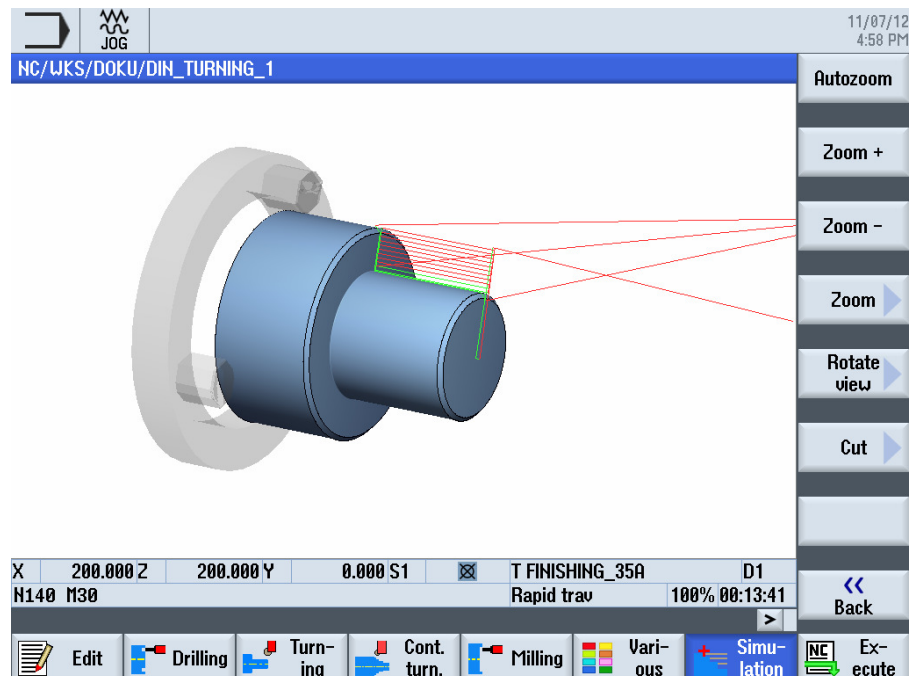 11/07/12
JOG
4:58 PM
NC/WKS/DOKU/DIN_TURNING_1
Autozoom
Zoom +
Zoom -
Zoom
Rotate
view
Cut
X 200.000 Z 200.000 Y 0.000 S1 T FINISHING_35A D1
N140 M30 Rapid trav 100% 00:13:41
>
<<
Back
Edit
Drilling
Turn-
ing
Cont.
turn.
Milling
Vari-
ous
Simu-
lation
NC
Ex-
ecute